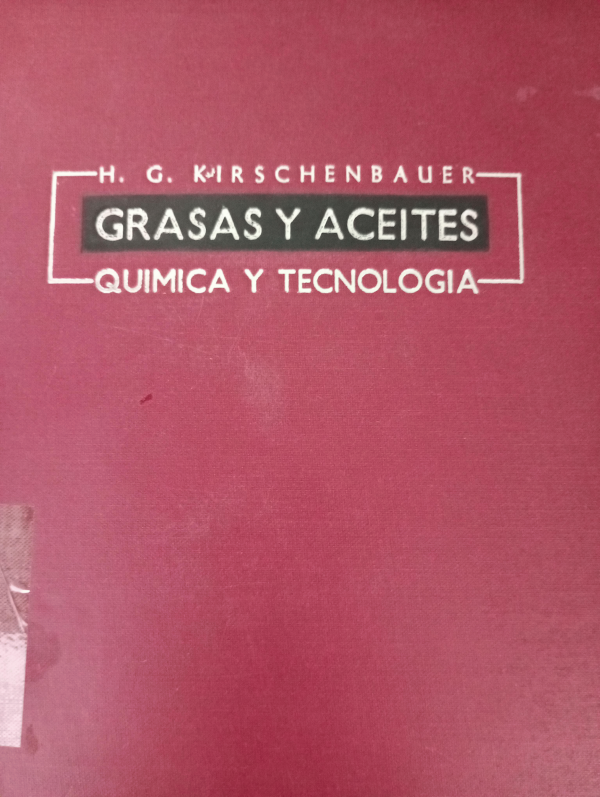 H. G. KIRSCHENBAUER
GRASAS Y ACEITES
QUIMICA Y TECNOLOGIA